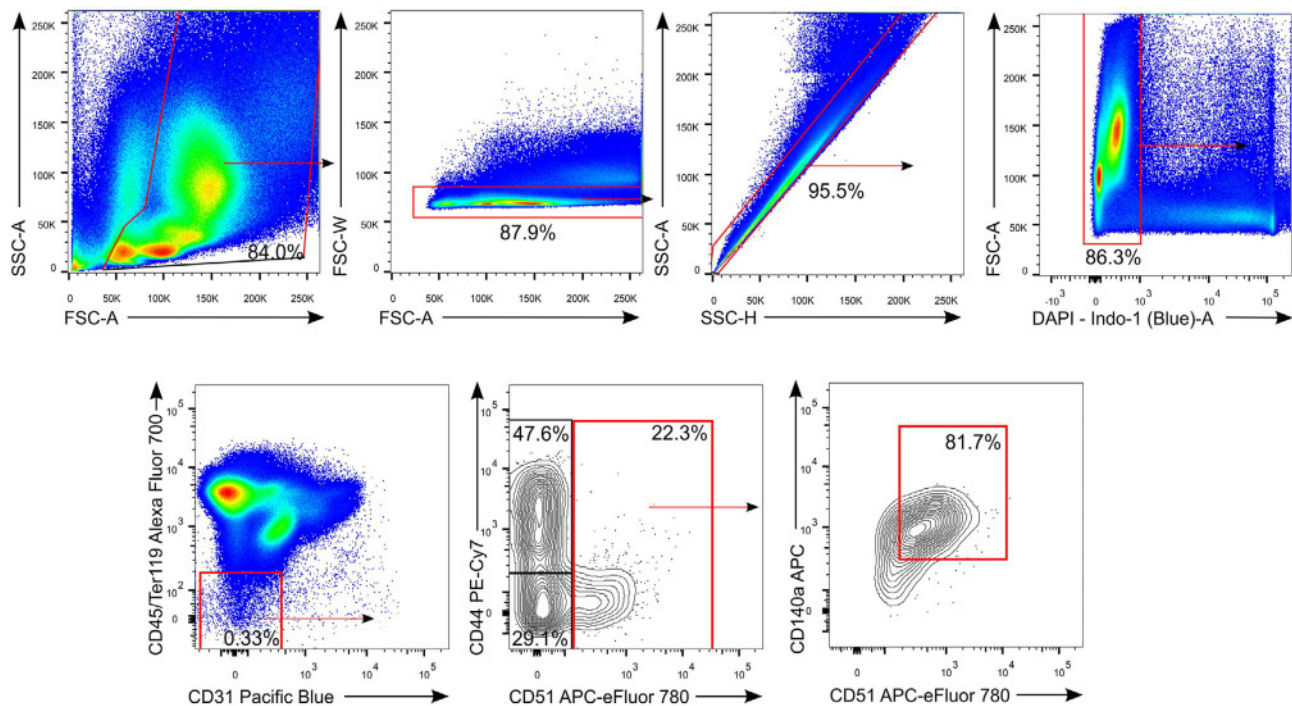 250K
200K
150K
100K
50K
0
SSC-A
84.0%
0 50K 100K 150K 200K 250K
FSC-A
250K
200K
150K
100K
50K
0
FSC-W
87.9%
0 50K 100K 150K 200K 250K
FSC-A
250K
200K
150K
100K
50K
0
SSC-A
95.5%
0 50K 100K 150K 200K 250K
SSC-H
250K
200K
150K
100K
50K
0
FSC-A
86.3%
-10³ 0 10³ 10⁴ 10⁵
DAPI - Indo-1 (Blue)-A
10⁵
10⁴
10³
10²
0
CD45/Ter119 Alexa Fluor 700
0.33%
0 10³ 10⁴ 10⁵
CD31 Pacific Blue
10⁵
10⁴
10³
0
CD44 PE-Cy7
47.6% 22.3%
29.1%
0 10³ 10⁴ 10⁵
CD51 APC-eFluor 780
10⁵
10⁴
10³
0
CD140a APC
81.7%
0 10³ 10⁴ 10⁵
CD51 APC-eFluor 780